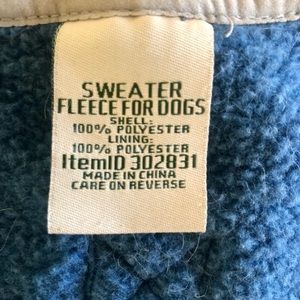 SWEATER
FLEECE FOR DOGS
SHELL:
100% POLYESTER
LINING:
100% POLYESTER
ItemID 302831
MADE IN CHINA
CARE ON REVERSE